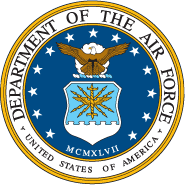 DEPARTMENT OF THE AIR FORCE
MCMXLVII
UNITED STATES OF AMERICA